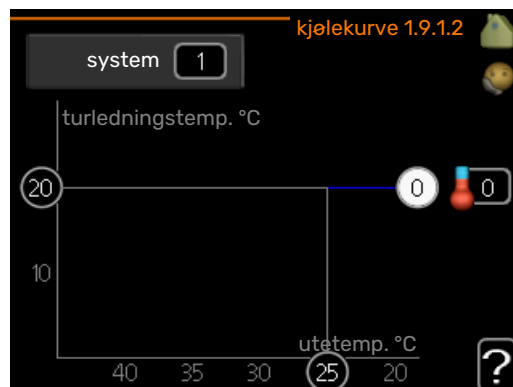 kjølekurve 1.9.1.2
system 1
turledningstemp. °C
20 0 0
10
utetemp. °C
40 35 30 25 20
?